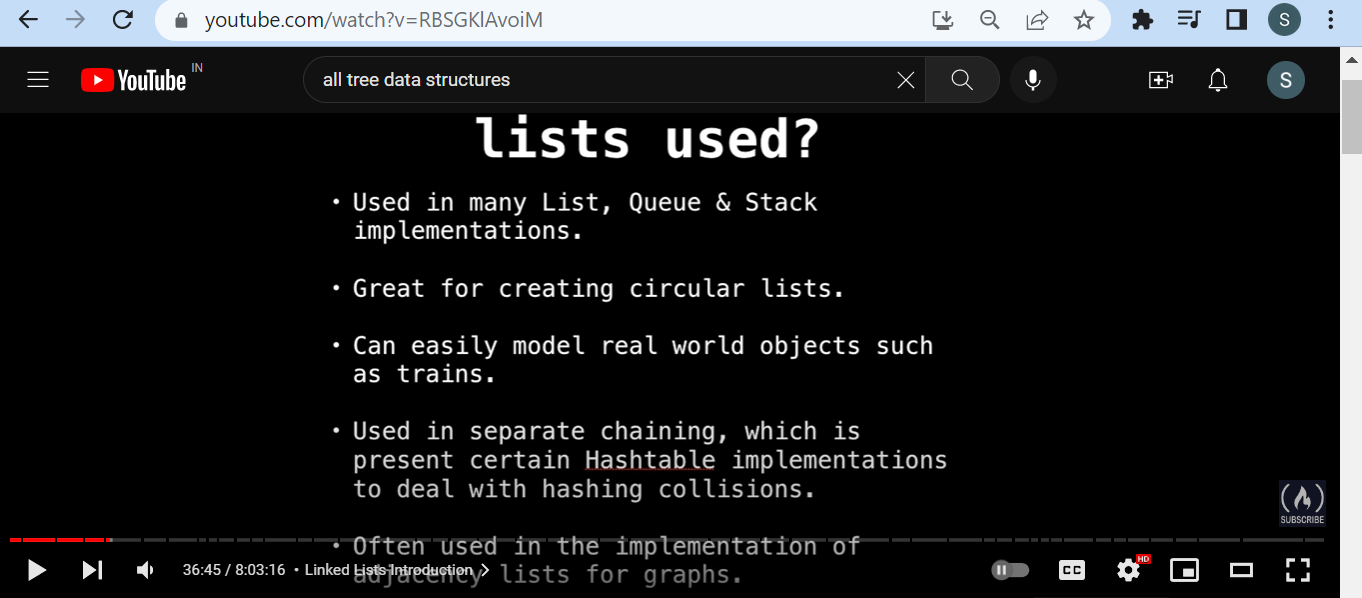 youtube.com/watch?v=RBSGKlAvoiM
S
YouTube IN
all tree data structures
S
lists used?
• Used in many List, Queue & Stack
implementations.
• Great for creating circular lists.
• Can easily model real world objects such
as trains.
• Used in separate chaining, which is
present certain Hashtable implementations
to deal with hashing collisions.
SUBSCRIBE
• Often used in the implementation of
adjacency lists for graphs.
36:45 / 8:03:16 • Linked Lists Introduction
CC
HD